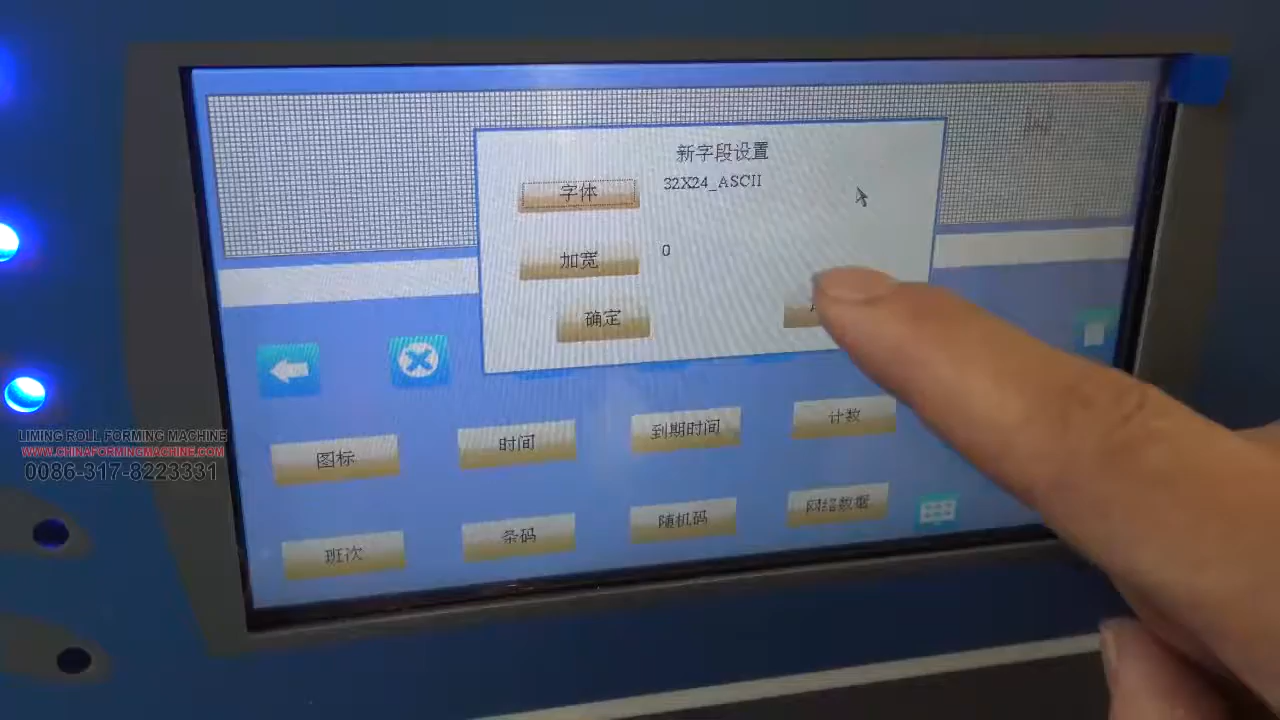 新字段设置
字体 32X24_ASCII
加宽 0
确定
图标 时间 到期时间 计数
班次 条码 随机码 网络数据
LIMING ROLL FORMING MACHINE
WWW.CHINAFORMINGMACHINE.COM
0086-317-8223331